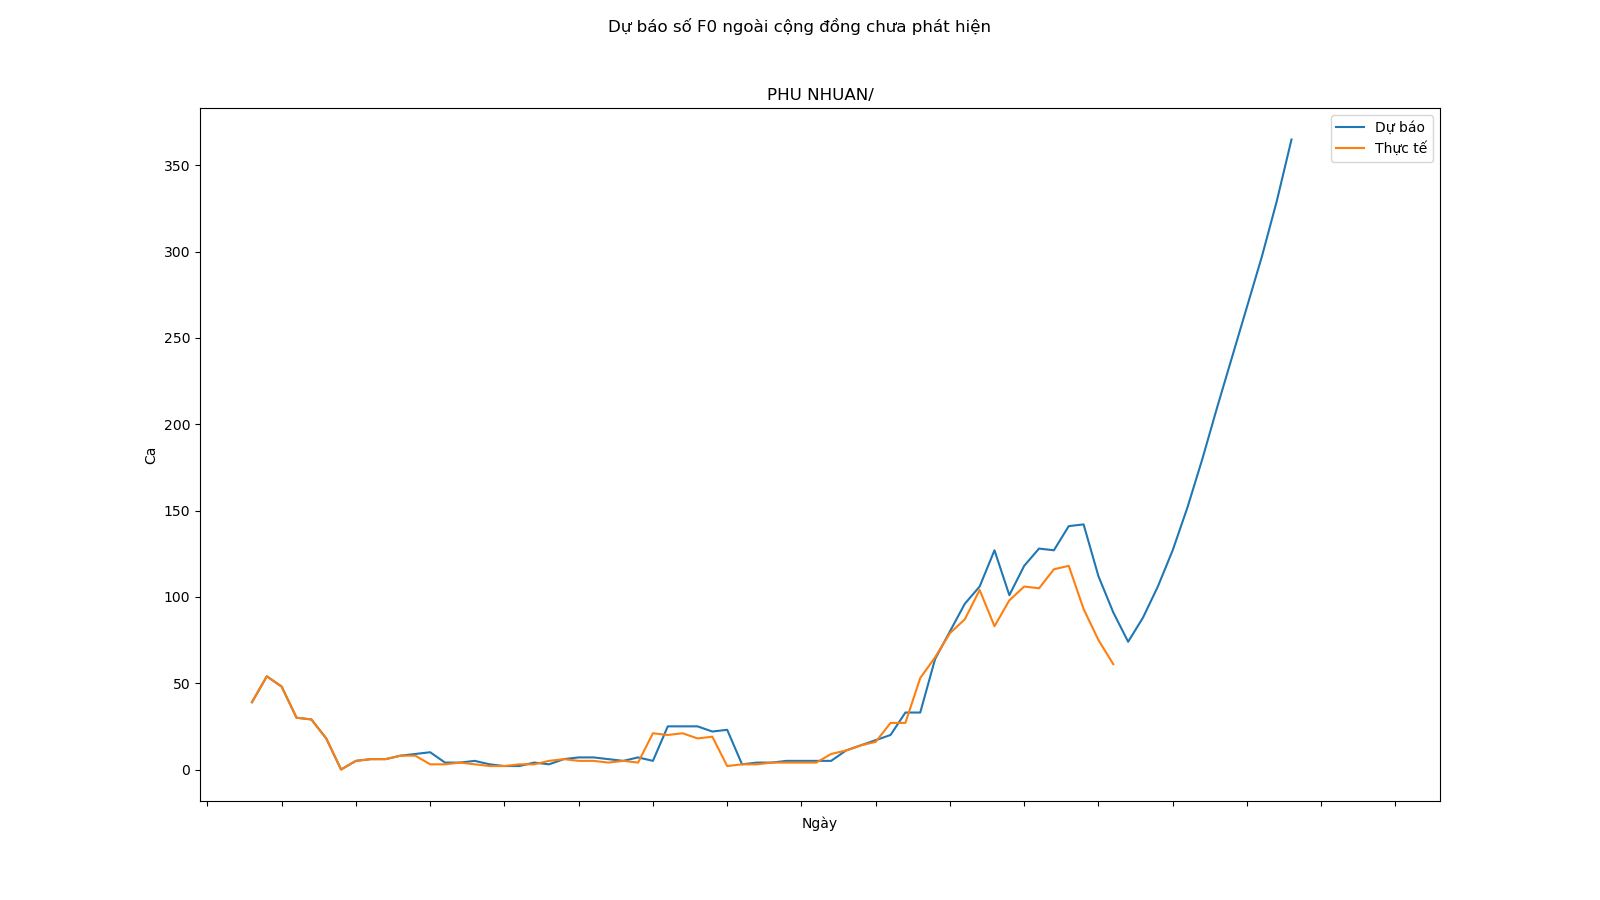 Dự báo số F0 ngoài cộng đồng chưa phát hiện
PHU NHUAN/
Dự báo
Thực tế
350
300
250
200
150
100
50
0
Ca
Ngày